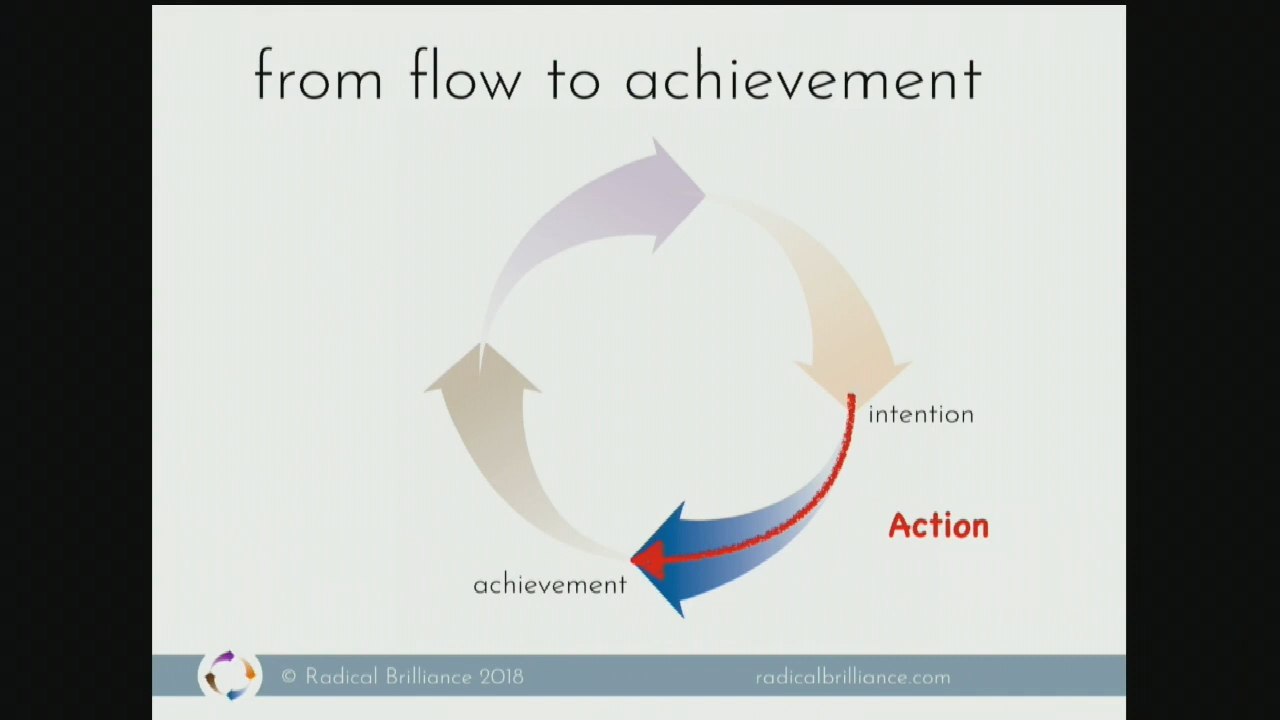 from flow to achievement
intention
Action
achievement
© Radical Brilliance 2018
radicalbrilliance.com